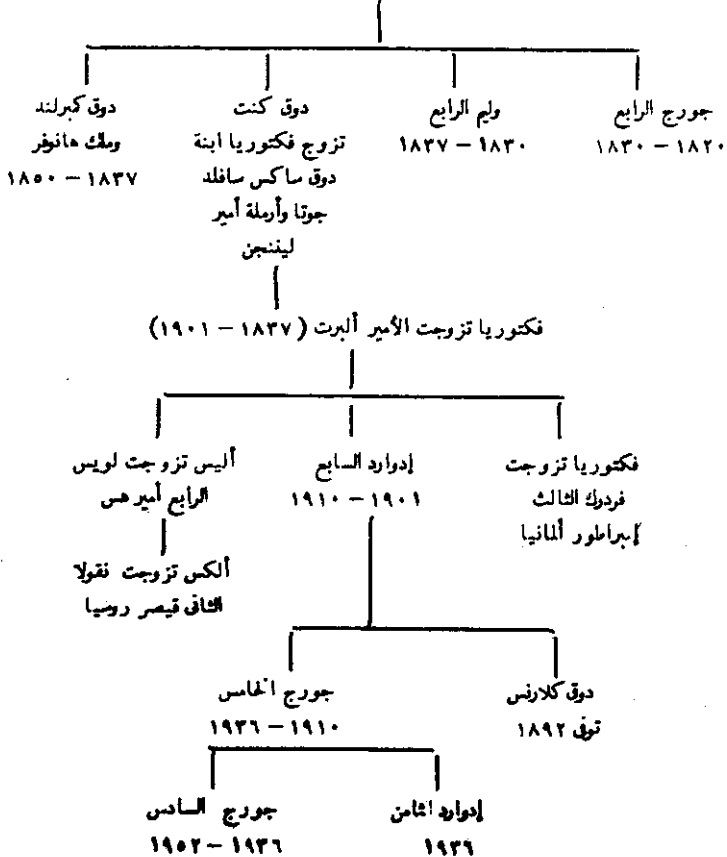 جورج الرابع
١٨٢٠ – ١٨٣٠
وليم الرابع
١٨٣٠ – ١٨٣٧
دوق كنت
تزوج فكتوريا ابنة
دوق ساكس سافلد
جوتا وأرملة أمير
ليننجن
دوق كمبرلند
وملك هانوفر
١٨٣٧ – ١٨٥٠
فكتوريا تزوجت الأمير ألبرت (١٨٣٧ – ١٩٠١)
فكتوريا تزوجت
فردرك الثالث
إمبراطور ألمانيا
إدوارد السابع
١٩٠١ – ١٩١٠
أليس تزوجت لويس
الرابع أمير هس
ألكس تزوجت نقولا
الثانى قيصر روسيا
دوق كلارنس
توفى ١٨٩٢
جورج الخامس
١٩١٠ – ١٩٣٦
إدوارد الثامن
١٩٣٦
جورج السادس
١٩٣٦ – ١٩٥٢